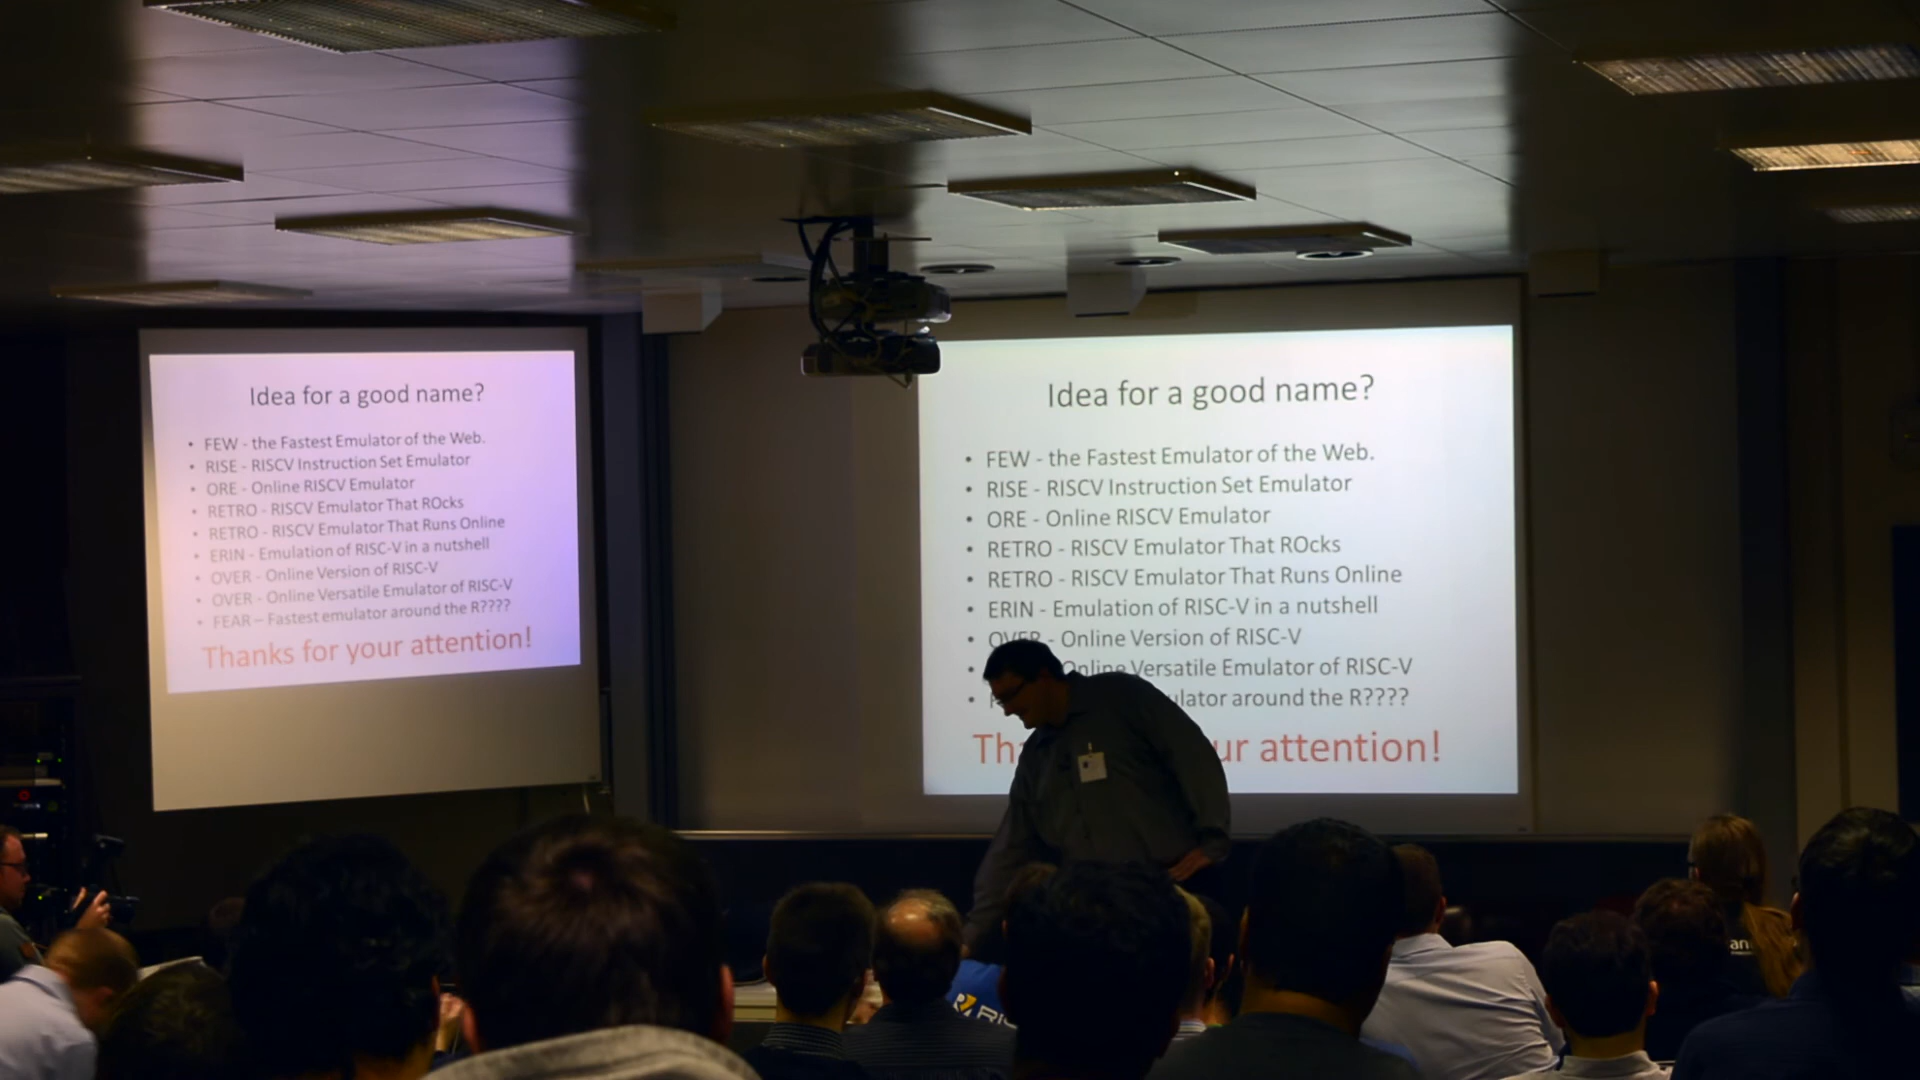 Idea for a good name?
• FEW - the Fastest Emulator of the Web.
• RISE - RISCV Instruction Set Emulator
• ORE - Online RISCV Emulator
• RETRO - RISCV Emulator That ROcks
• RETRO - RISCV Emulator That Runs Online
• ERIN - Emulation of RISC-V in a nutshell
• OVER - Online Version of RISC-V
• OVER - Online Versatile Emulator of RISC-V
• FEAR – Fastest emulator around the R????
Thanks for your attention!
Idea for a good name?
• FEW - the Fastest Emulator of the Web.
• RISE - RISCV Instruction Set Emulator
• ORE - Online RISCV Emulator
• RETRO - RISCV Emulator That ROcks
• RETRO - RISCV Emulator That Runs Online
• ERIN - Emulation of RISC-V in a nutshell
• OVER - Online Version of RISC-V
• Online Versatile Emulator of RISC-V
• ulator around the R????
Th ur attention!
an
RIS